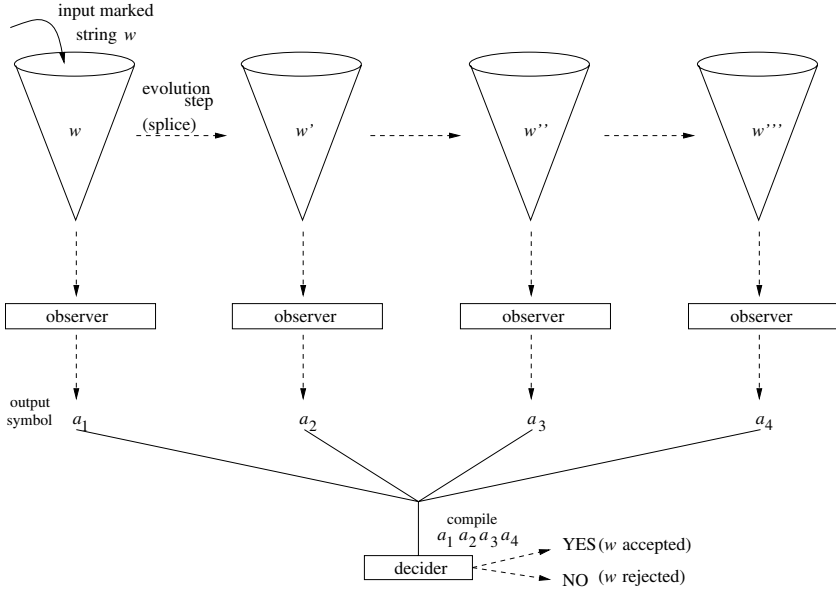 input marked
string w
evolution
step
(splice)
w
w'
w''
w'''
observer
observer
observer
observer
output
symbol
a1
a2
a3
a4
compile
a1 a2 a3 a4
decider
YES (w accepted)
NO (w rejected)